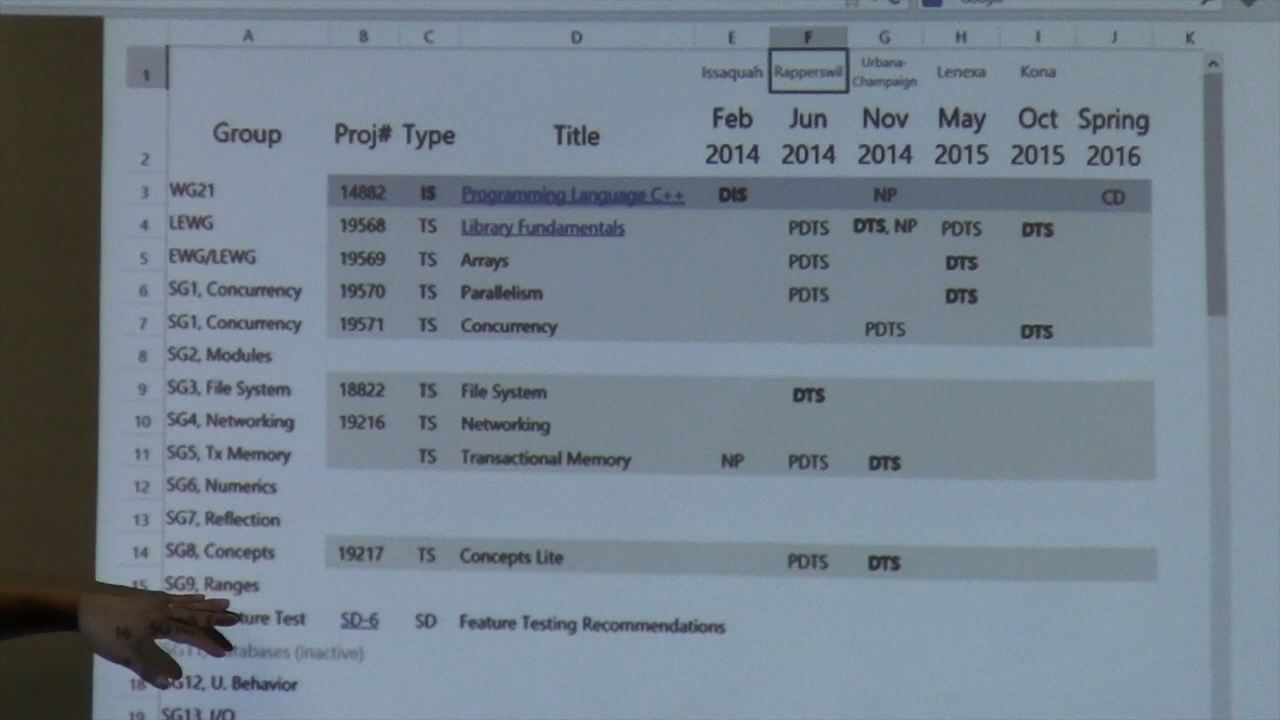 Google
A B C D E F G H I J K
1 Issaquah Rapperswil Urbana-Champaign Lenexa Kona
2 Group Proj# Type Title Feb 2014 Jun 2014 Nov 2014 May 2015 Oct 2015 Spring 2016
3 WG21 14882 IS Programming Language C++ DIS NP CD
4 LEWG 19568 TS Library Fundamentals PDTS DTS, NP PDTS DTS
5 EWG/LEWG 19569 TS Arrays PDTS DTS
6 SG1, Concurrency 19570 TS Parallelism PDTS DTS
7 SG1, Concurrency 19571 TS Concurrency PDTS DTS
8 SG2, Modules
9 SG3, File System 18822 TS File System DTS
10 SG4, Networking 19216 TS Networking
11 SG5, Tx Memory TS Transactional Memory NP PDTS DTS
12 SG6, Numerics
13 SG7, Reflection
14 SG8, Concepts 19217 TS Concepts Lite PDTS DTS
15 SG9, Ranges
16 Test SD-6 SD Feature Testing Recommendations
(inactive)
18 SG12, U. Behavior
19 SG13, I/O